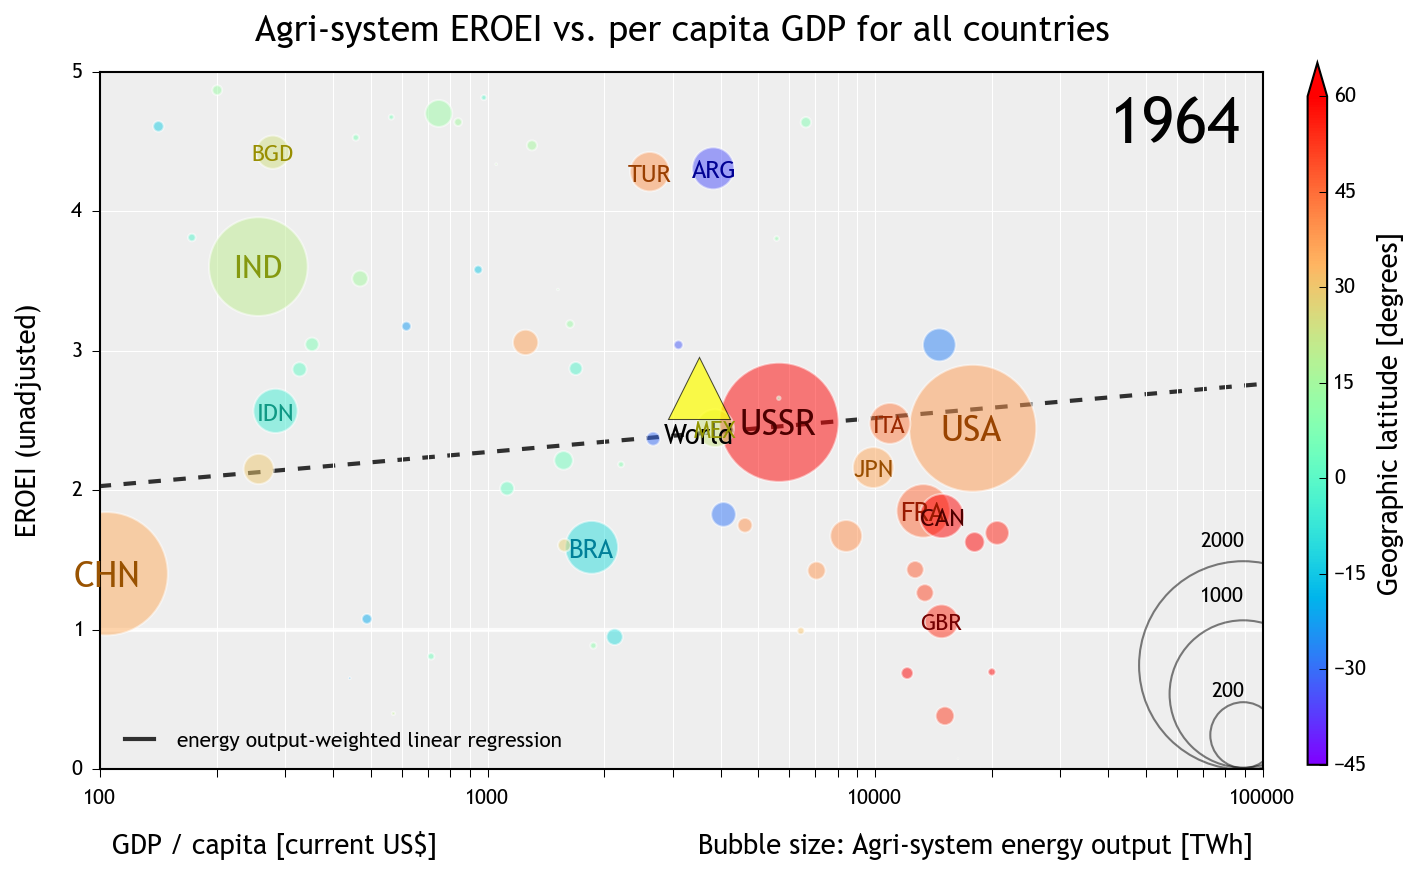 Agri-system EROEI vs. per capita GDP for all countries
1964
EROEI (unadjusted)
5
4
3
2
1
0
BGD
TUR
ARG
IND
IDN
MEX
World
USSR
ITA
USA
JPN
FRA
CAN
BRA
CHN
GBR
2000
1000
200
energy output-weighted linear regression
100
1000
10000
100000
GDP / capita [current US$]
Bubble size: Agri-system energy output [TWh]
60
45
30
15
0
−15
−30
−45
Geographic latitude [degrees]